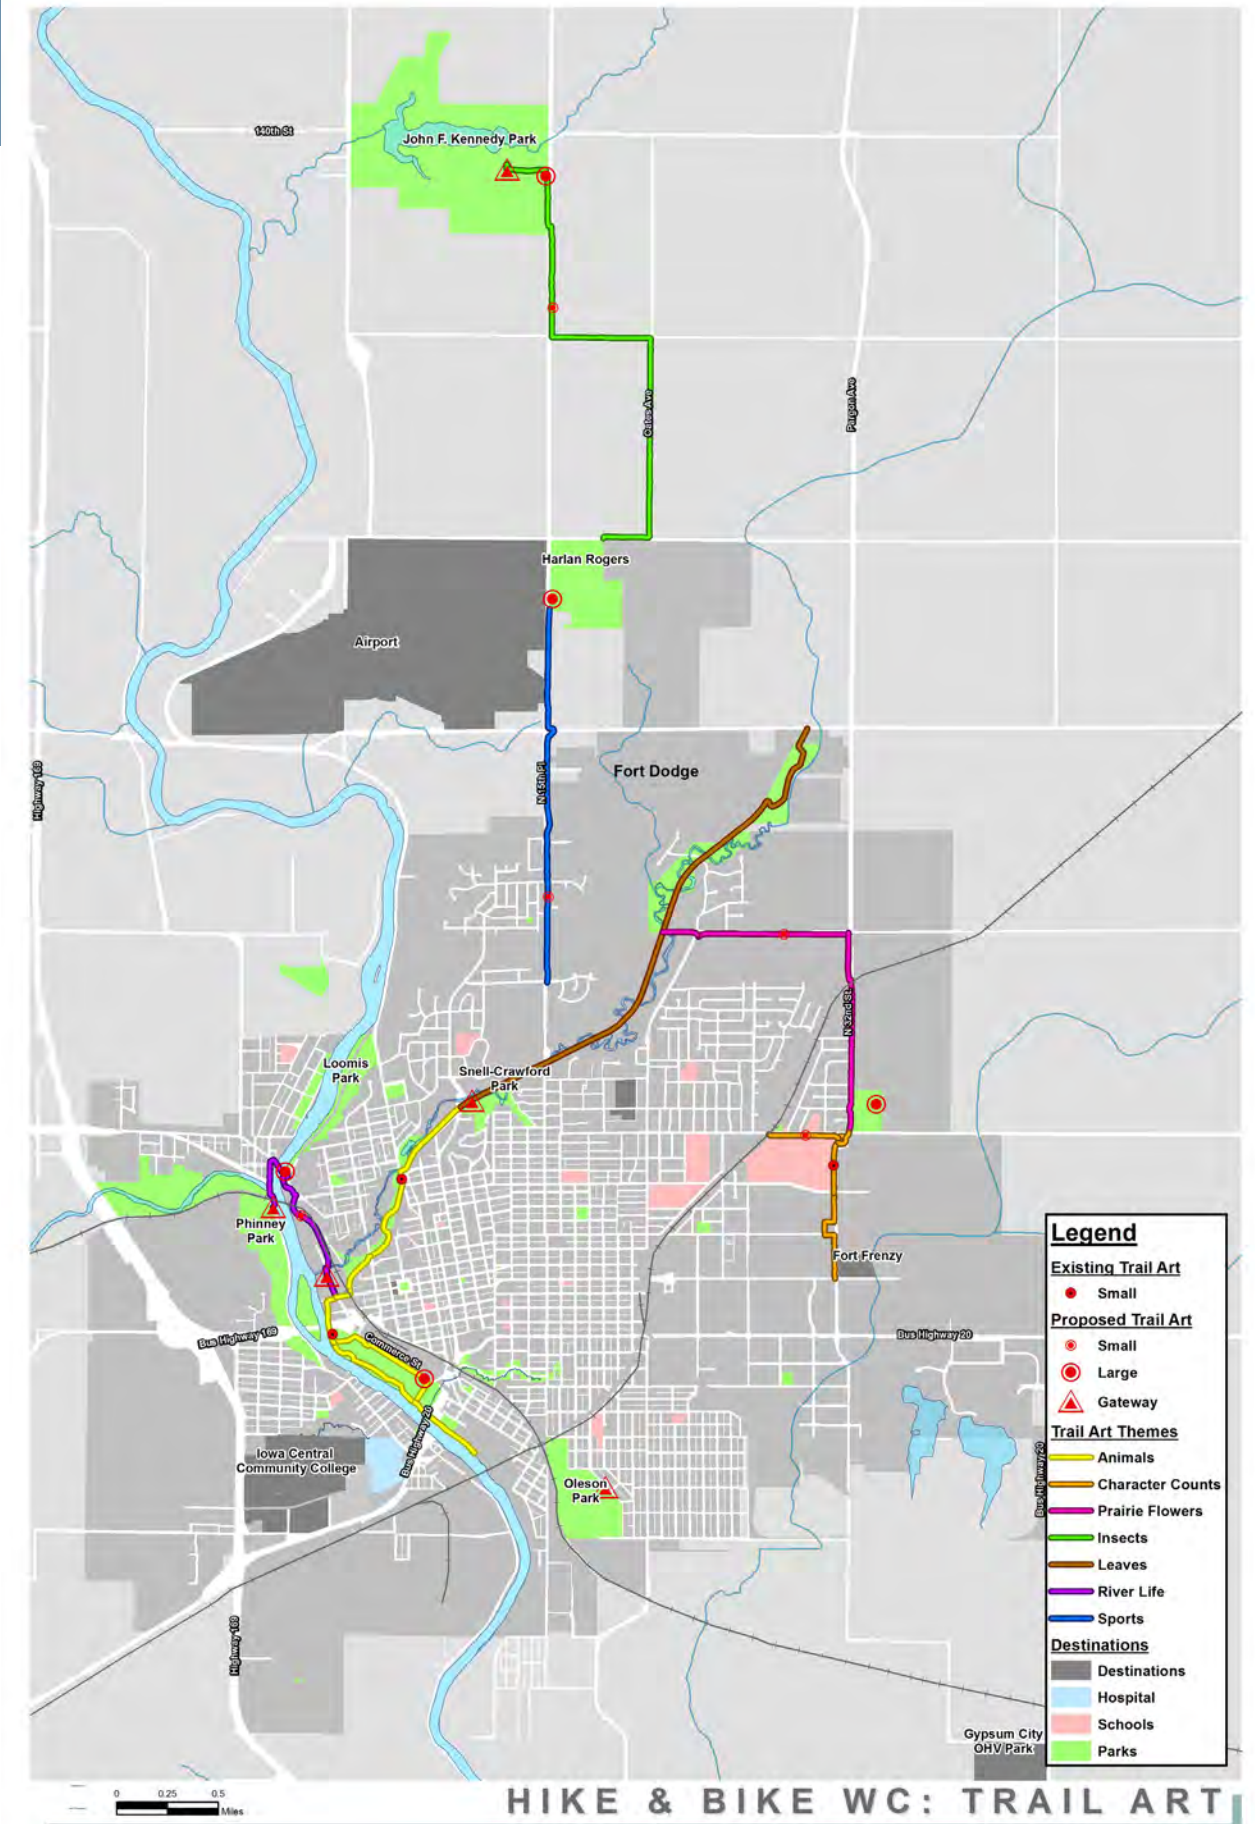 140th St
John F. Kennedy Park
Paragon Ave
Harlan Rogers
Airport
Fort Dodge
N 15th Pl
Highway 169
N 32nd St
Loomis
Park
Snell-Crawford
Park
Phinney
Park
Fort Frenzy
Bus Highway 169
Commerce St
Bus Highway 20
Bus Highway 20
Iowa Central
Community College
Bus Highway 20
Oleson
Park
Highway 169
Gypsum City
OHV Park
Legend
Existing Trail Art
Small
Proposed Trail Art
Small
Large
Gateway
Trail Art Themes
Animals
Character Counts
Prairie Flowers
Insects
Leaves
River Life
Sports
Destinations
Destinations
Hospital
Schools
Parks
0 0.25 0.5
Miles
HIKE & BIKE WC: TRAIL ART